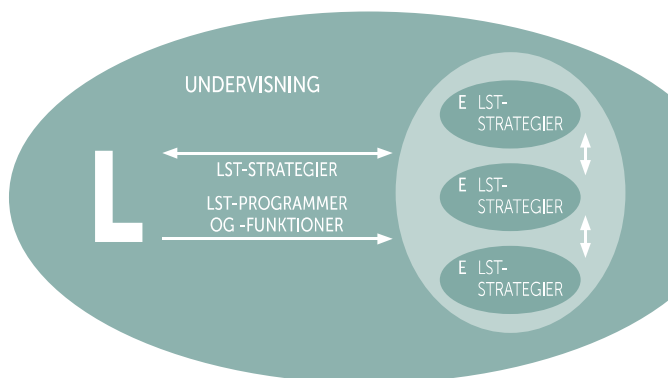 UNDERVISNING
L
LST-STRATEGIER
LST-PROGRAMMER
OG -FUNKTIONER
E LST-
STRATEGIER
E LST-
STRATEGIER
E LST-
STRATEGIER